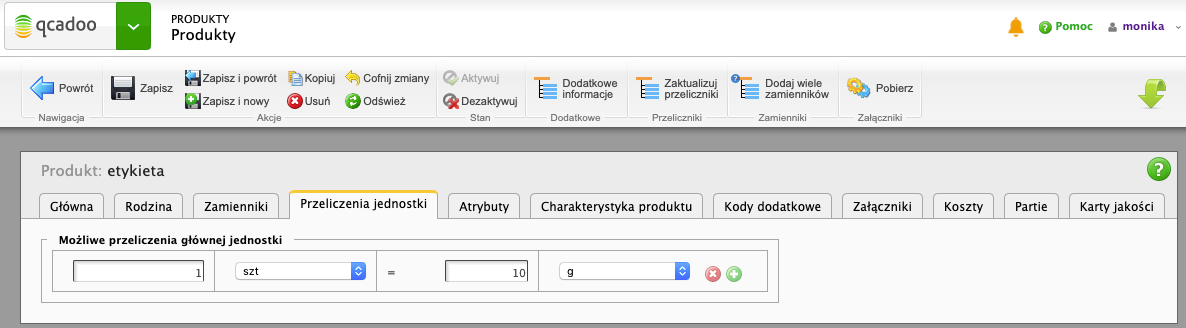 qcadoo
PRODUKTY
Produkty
Pomoc
monika
Powrót
Nawigacja
Zapisz
Zapisz i powrót
Kopiuj
Cofnij zmiany
Zapisz i nowy
Usuń
Odśwież
Akcje
Aktywuj
Dezaktywuj
Stan
Dodatkowe
informacje
Dodatkowe
Zaktualizuj
przeliczniki
Przeliczniki
Dodaj wiele
zamienników
Zamienniki
Pobierz
Załączniki
Produkt: etykieta
Główna
Rodzina
Zamienniki
Przeliczenia jednostki
Atrybuty
Charakterystyka produktu
Kody dodatkowe
Załączniki
Koszty
Partie
Karty jakości
Możliwe przeliczenia głównej jednostki
1 szt = 10 g